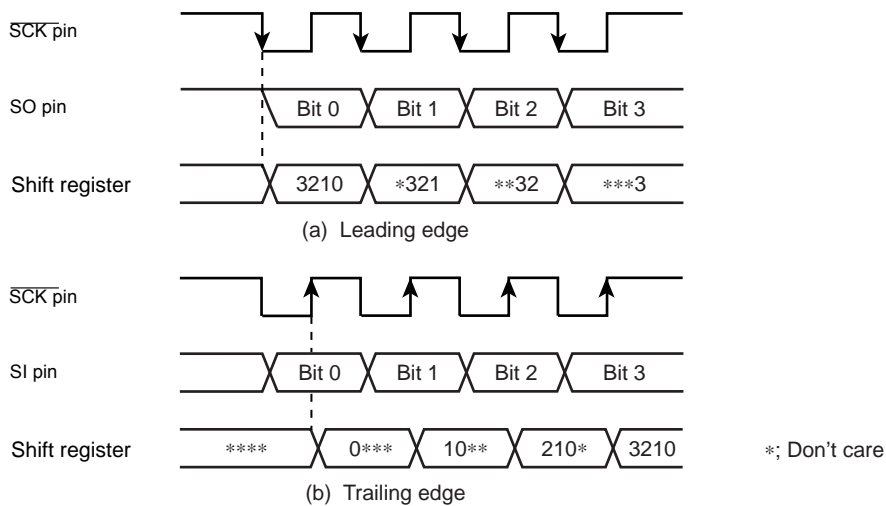 SCK pin
SO pin Bit 0 Bit 1 Bit 2 Bit 3
Shift register 3210 *321 **32 ***3
(a) Leading edge
SCK pin
SI pin Bit 0 Bit 1 Bit 2 Bit 3
Shift register **** 0*** 10** 210* 3210 *; Don't care
(b) Trailing edge